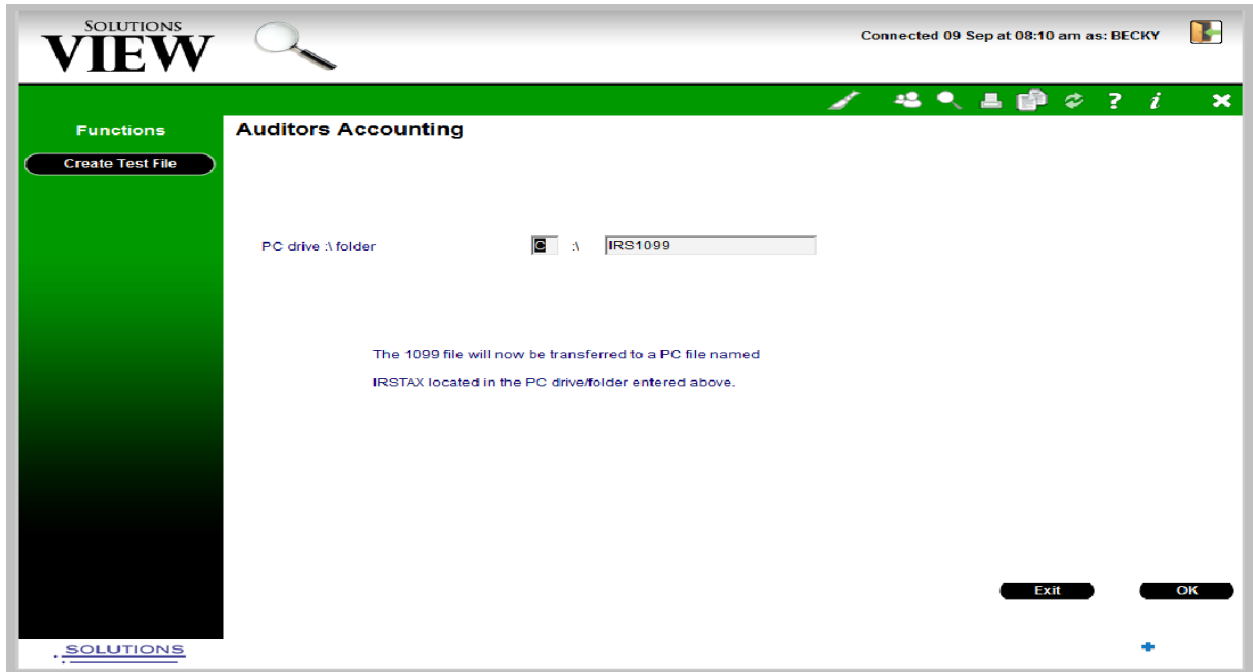 SOLUTIONS
VIEW
Connected 09 Sep at 08:10 am as: BECKY
? i
Functions
Auditors Accounting
Create Test File
PC drive :\ folder C :\ IRS1099
The 1099 file will now be transferred to a PC file named
IRSTAX located in the PC drive/folder entered above.
Exit OK
SOLUTIONS